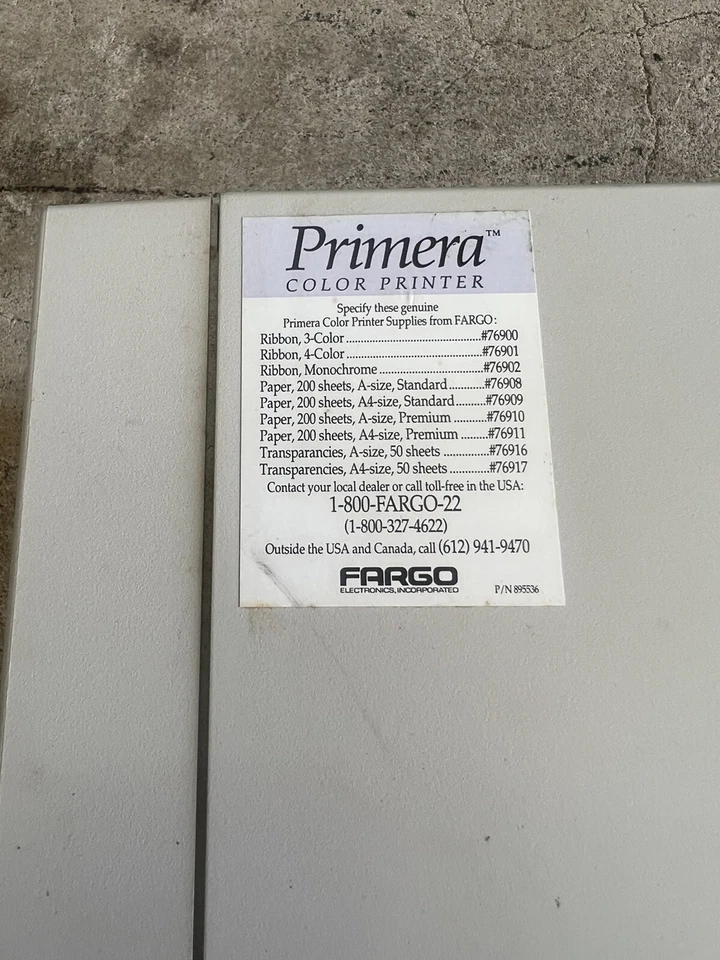 Primera™
COLOR PRINTER
Specify these genuine
Primera Color Printer Supplies from FARGO:
Ribbon, 3-Color.......................................#76900
Ribbon, 4-Color.......................................#76901
Ribbon, Monochrome..............................#76902
Paper, 200 sheets, A-size, Standard..........#76908
Paper, 200 sheets, A4-size, Standard.........#76909
Paper, 200 sheets, A-size, Premium..........#76910
Paper, 200 sheets, A4-size, Premium ........#76911
Transparancies, A-size, 50 sheets..............#76916
Transparencies, A4-size, 50 sheets............#76917
Contact your local dealer or call toll-free in the USA:
1-800-FARGO-22
(1-800-327-4622)
Outside the USA and Canada, call (612) 941-9470
FARGO
ELECTRONICS, INCORPORATED
P/N 895536